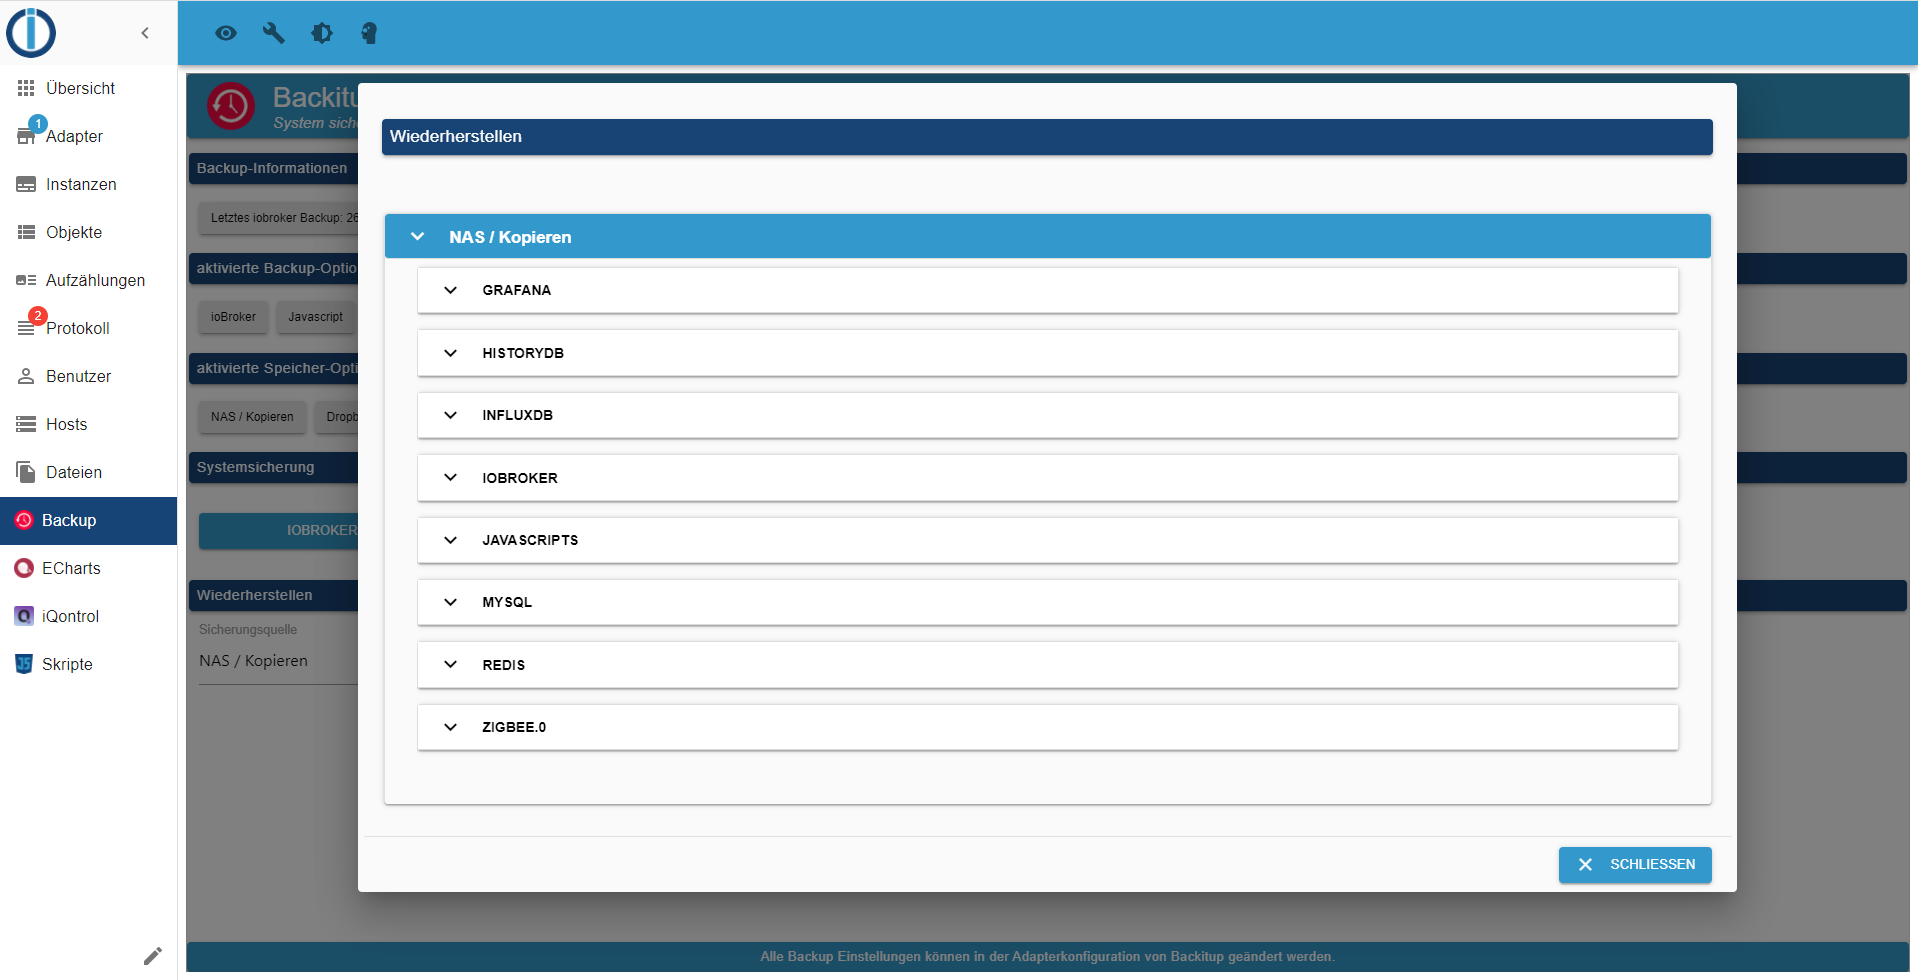 Übersicht
1
Adapter
Instanzen
Objekte
Aufzählungen
2
Protokoll
Benutzer
Hosts
Dateien
Backup
ECharts
iQontrol
JS
Skripte
Backitu
System siche
Backup-Informationen
Letztes iobroker Backup: 26
aktivierte Backup-Optio
ioBroker
Javascript
aktivierte Speicher-Opti
NAS / Kopieren
Dropb
Systemsicherung
IOBROKER
Wiederherstellen
Sicherungsquelle
NAS / Kopieren
Wiederherstellen
NAS / Kopieren
GRAFANA
HISTORYDB
INFLUXDB
IOBROKER
JAVASCRIPTS
MYSQL
REDIS
ZIGBEE.0
SCHLIESSEN
Alle Backup Einstellungen können in der Adapterkonfiguration von Backitup geändert werden.